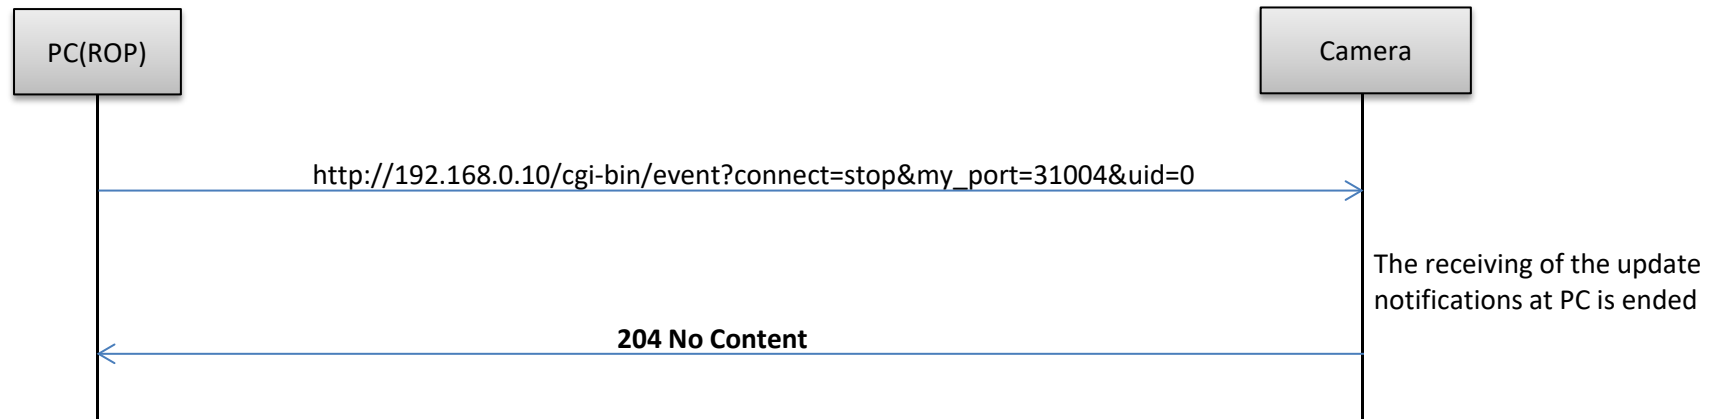 PC(ROP)
Camera
http://192.168.0.10/cgi-bin/event?connect=stop&my_port=31004&uid=0
The receiving of the update
notifications at PC is ended
204 No Content